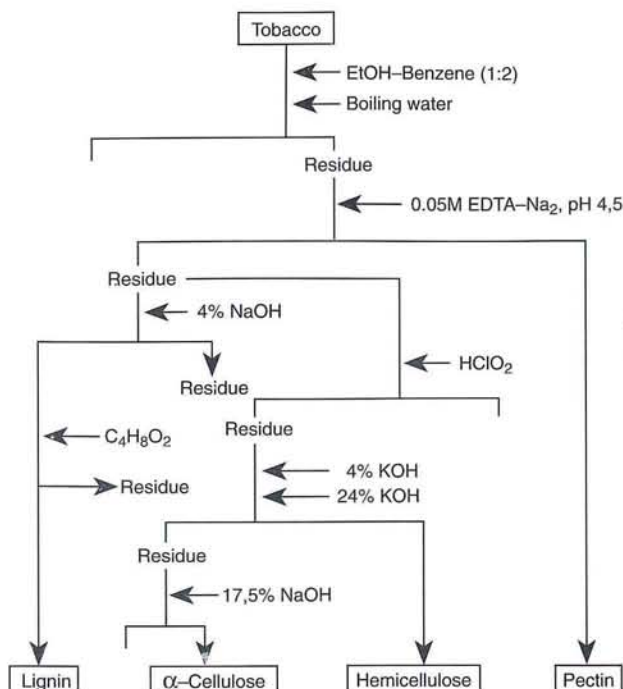 Tobacco
EtOH–Benzene (1:2)
Boiling water
Residue
0.05M EDTA–Na₂, pH 4,5
Residue
4% NaOH
HClO₂
Residue
Residue
C₄H₈O₂
4% KOH
Residue
24% KOH
Residue
17,5% NaOH
Lignin
α–Cellulose
Hemicellulose
Pectin